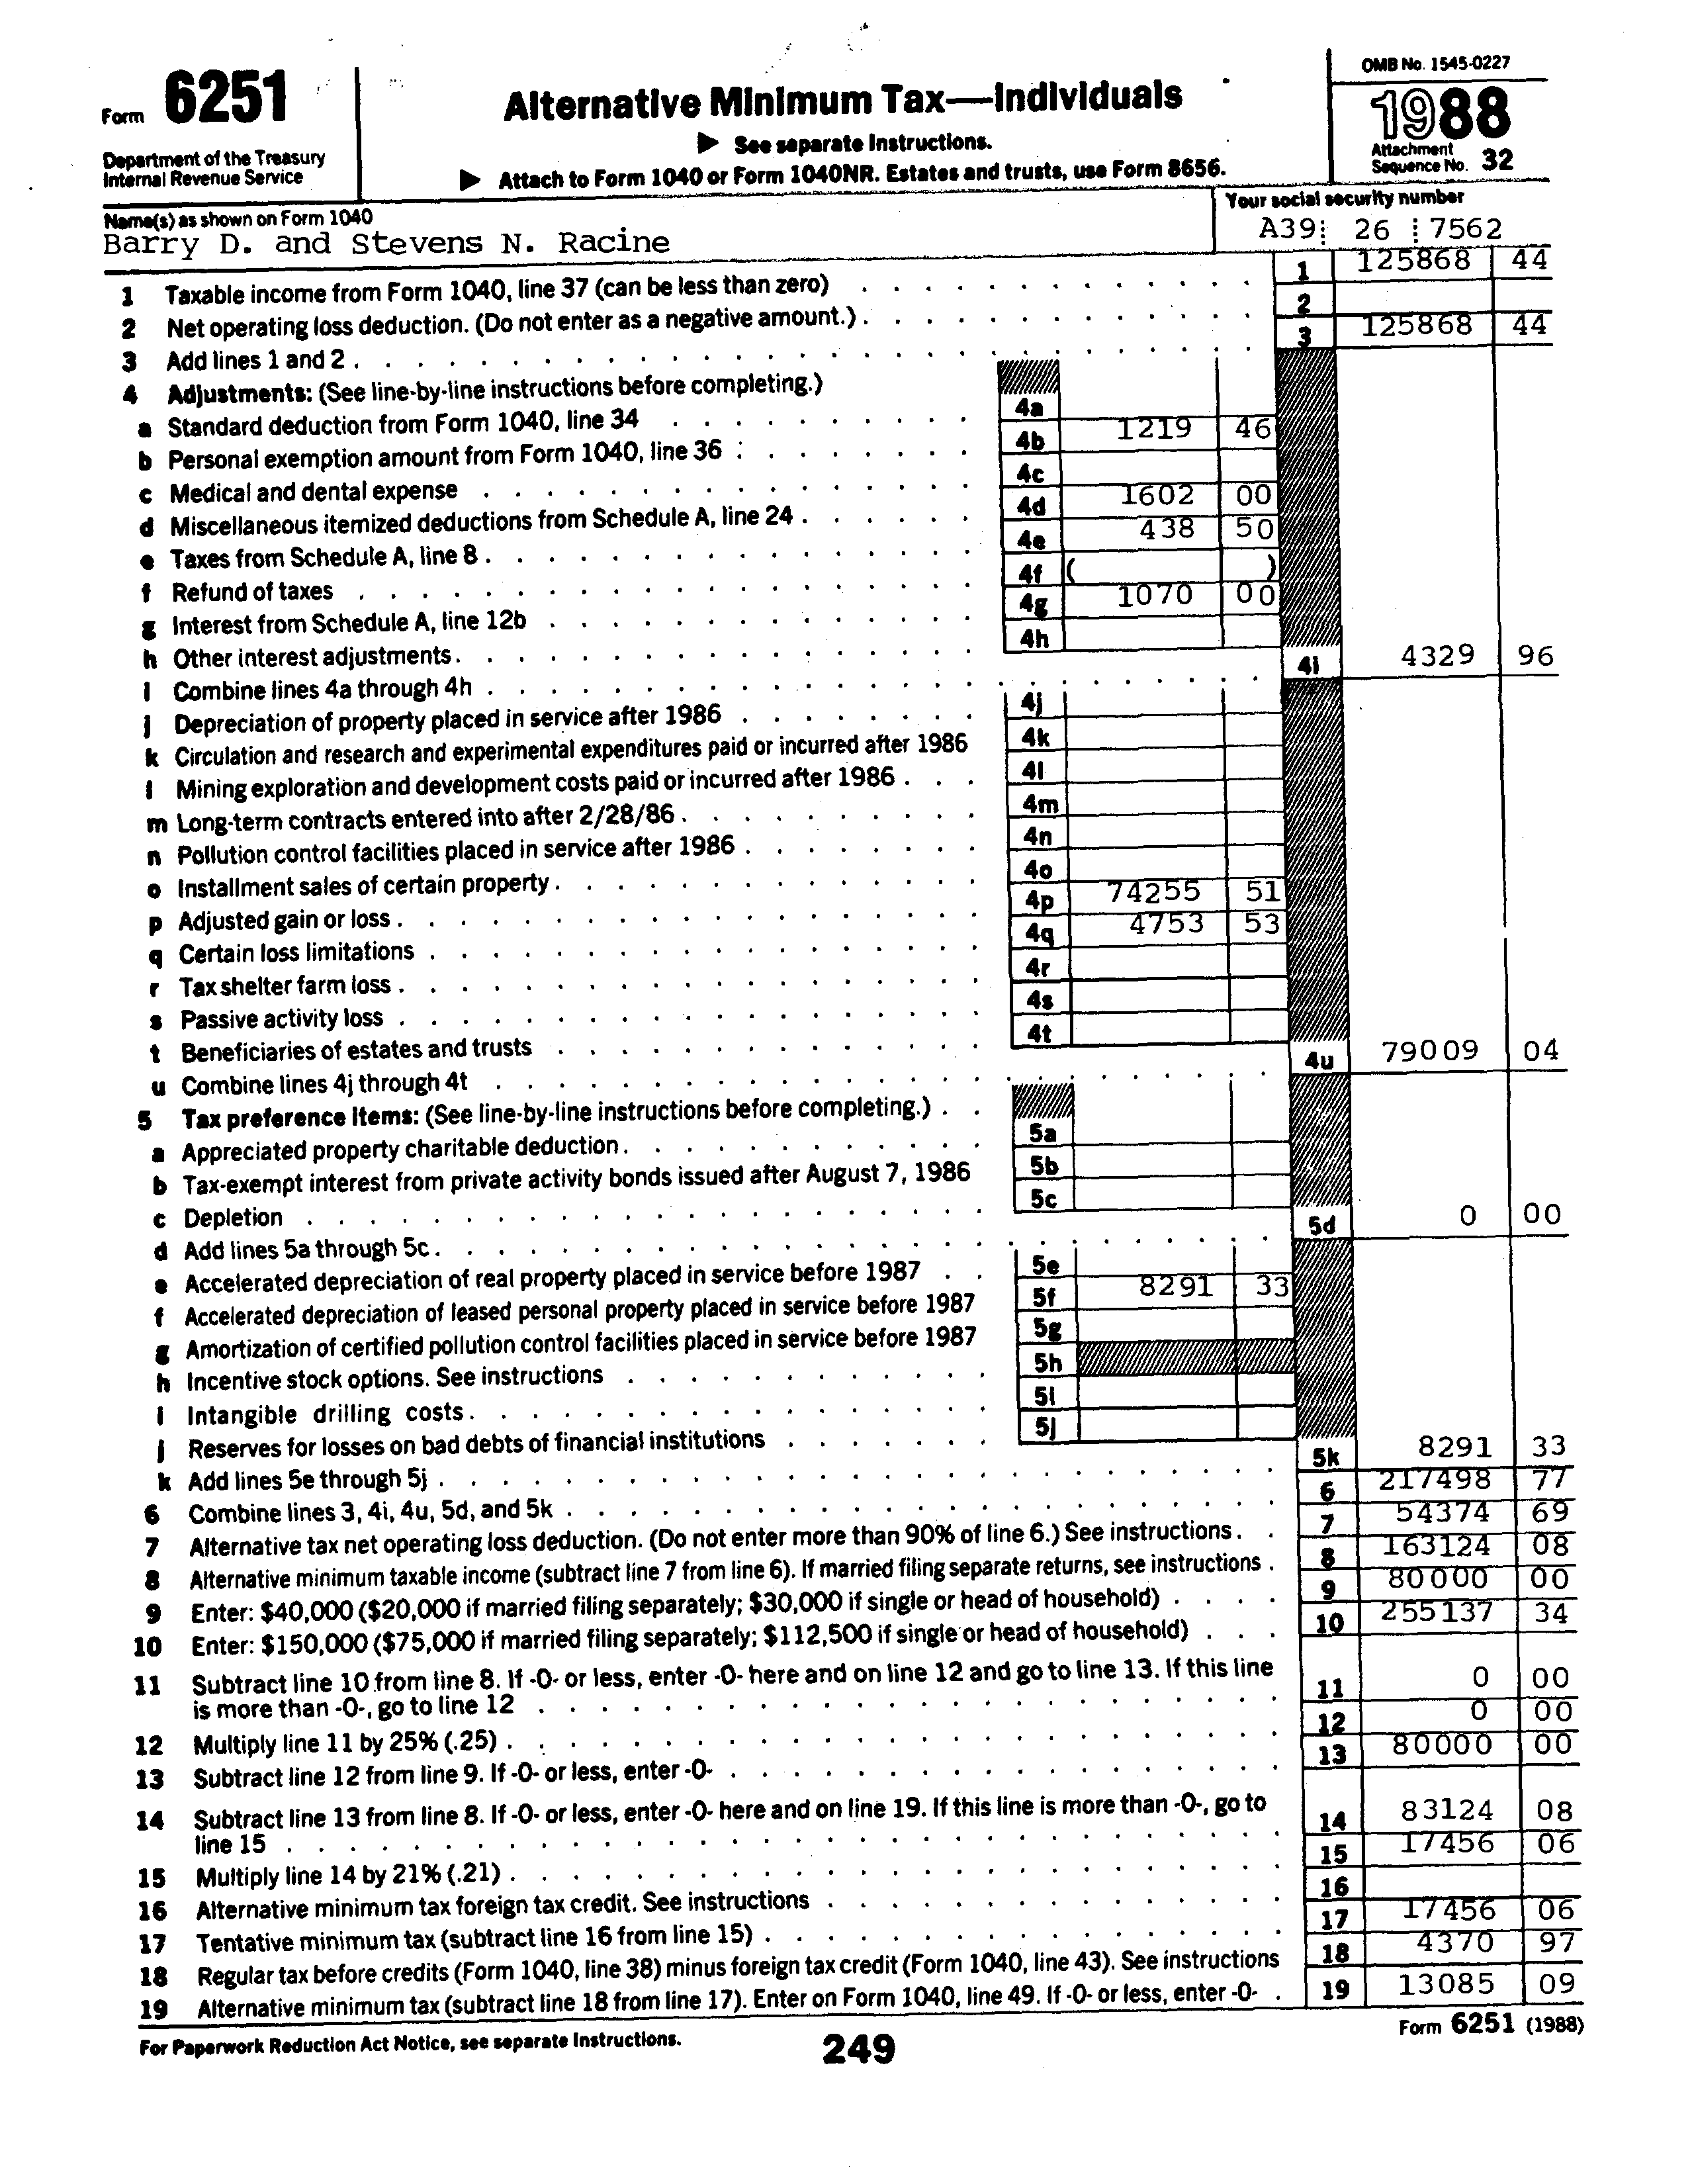 Form 6251
Department of the Treasury
Internal Revenue Service
Alternative Minimum Tax—Individuals
▶ See separate Instructions.
▶ Attach to Form 1040 or Form 1040NR. Estates and trusts, use Form 8656.
OMB No. 1545-0227
1988
Attachment
Sequence No. 32
Name(s) as shown on Form 1040
Barry D. and Stevens N. Racine
Your social security number
A39 26 7562
1 Taxable income from Form 1040, line 37 (can be less than zero) 1 125868 44
2 Net operating loss deduction. (Do not enter as a negative amount.) 2
3 Add lines 1 and 2 3 125868 44
4 Adjustments: (See line-by-line instructions before completing.)
a Standard deduction from Form 1040, line 34 4a
b Personal exemption amount from Form 1040, line 36 4b 1219 46
c Medical and dental expense 4c
d Miscellaneous itemized deductions from Schedule A, line 24 4d 1602 00
e Taxes from Schedule A, line 8 4e 438 50
f Refund of taxes 4f ( )
g Interest from Schedule A, line 12b 4g 1070 00
h Other interest adjustments 4h
i Combine lines 4a through 4h 4i 4329 96
j Depreciation of property placed in service after 1986 4j
k Circulation and research and experimental expenditures paid or incurred after 1986 4k
l Mining exploration and development costs paid or incurred after 1986 4l
m Long-term contracts entered into after 2/28/86 4m
n Pollution control facilities placed in service after 1986 4n
o Installment sales of certain property 4o
p Adjusted gain or loss 4p 74255 51
q Certain loss limitations 4q 4753 53
r Tax shelter farm loss 4r
s Passive activity loss 4s
t Beneficiaries of estates and trusts 4t
u Combine lines 4j through 4t 4u 79009 04
5 Tax preference items: (See line-by-line instructions before completing.)
a Appreciated property charitable deduction 5a
b Tax-exempt interest from private activity bonds issued after August 7, 1986 5b
c Depletion 5c
d Add lines 5a through 5c 5d 0 00
e Accelerated depreciation of real property placed in service before 1987 5e
f Accelerated depreciation of leased personal property placed in service before 1987 5f 8291 33
g Amortization of certified pollution control facilities placed in service before 1987 5g
h Incentive stock options. See instructions 5h
i Intangible drilling costs 5i
j Reserves for losses on bad debts of financial institutions 5j
k Add lines 5e through 5j 5k 8291 33
6 Combine lines 3, 4i, 4u, 5d, and 5k 6 217498 77
7 Alternative tax net operating loss deduction. (Do not enter more than 90% of line 6.) See instructions 7 54374 69
8 Alternative minimum taxable income (subtract line 7 from line 6). If married filing separate returns, see instructions 8 163124 08
9 Enter: $40,000 ($20,000 if married filing separately; $30,000 if single or head of household) 9 80000 00
10 Enter: $150,000 ($75,000 if married filing separately; $112,500 if single or head of household) 10 255137 34
11 Subtract line 10 from line 8. If -0- or less, enter -0- here and on line 12 and go to line 13. If this line
is more than -0-, go to line 12 11 0 00
12 Multiply line 11 by 25% (.25) 12 0 00
13 Subtract line 12 from line 9. If -0- or less, enter -0- 13 80000 00
14 Subtract line 13 from line 8. If -0- or less, enter -0- here and on line 19. If this line is more than -0-, go to
line 15 14 83124 08
15 Multiply line 14 by 21% (.21) 15 17456 06
16 Alternative minimum tax foreign tax credit. See instructions 16
17 Tentative minimum tax (subtract line 16 from line 15) 17 17456 06
18 Regular tax before credits (Form 1040, line 38) minus foreign tax credit (Form 1040, line 43). See instructions 18 4370 97
19 Alternative minimum tax (subtract line 18 from line 17). Enter on Form 1040, line 49. If -0- or less, enter -0- 19 13085 09
For Paperwork Reduction Act Notice, see separate Instructions.
249
Form 6251 (1988)